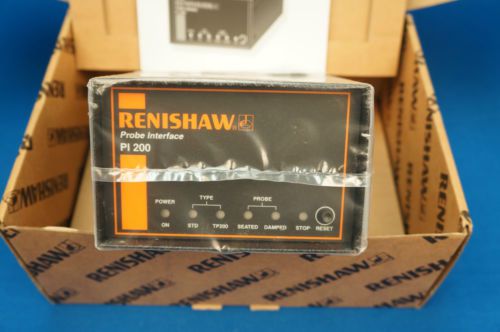 RENISHAW
Probe Interface
PI 200
POWER
TYPE
PROBE
ON STD TP200 SEATED DAMPED STOP RESET
RENISHAW
RENISHAW
RENISHAW
RENISHAW